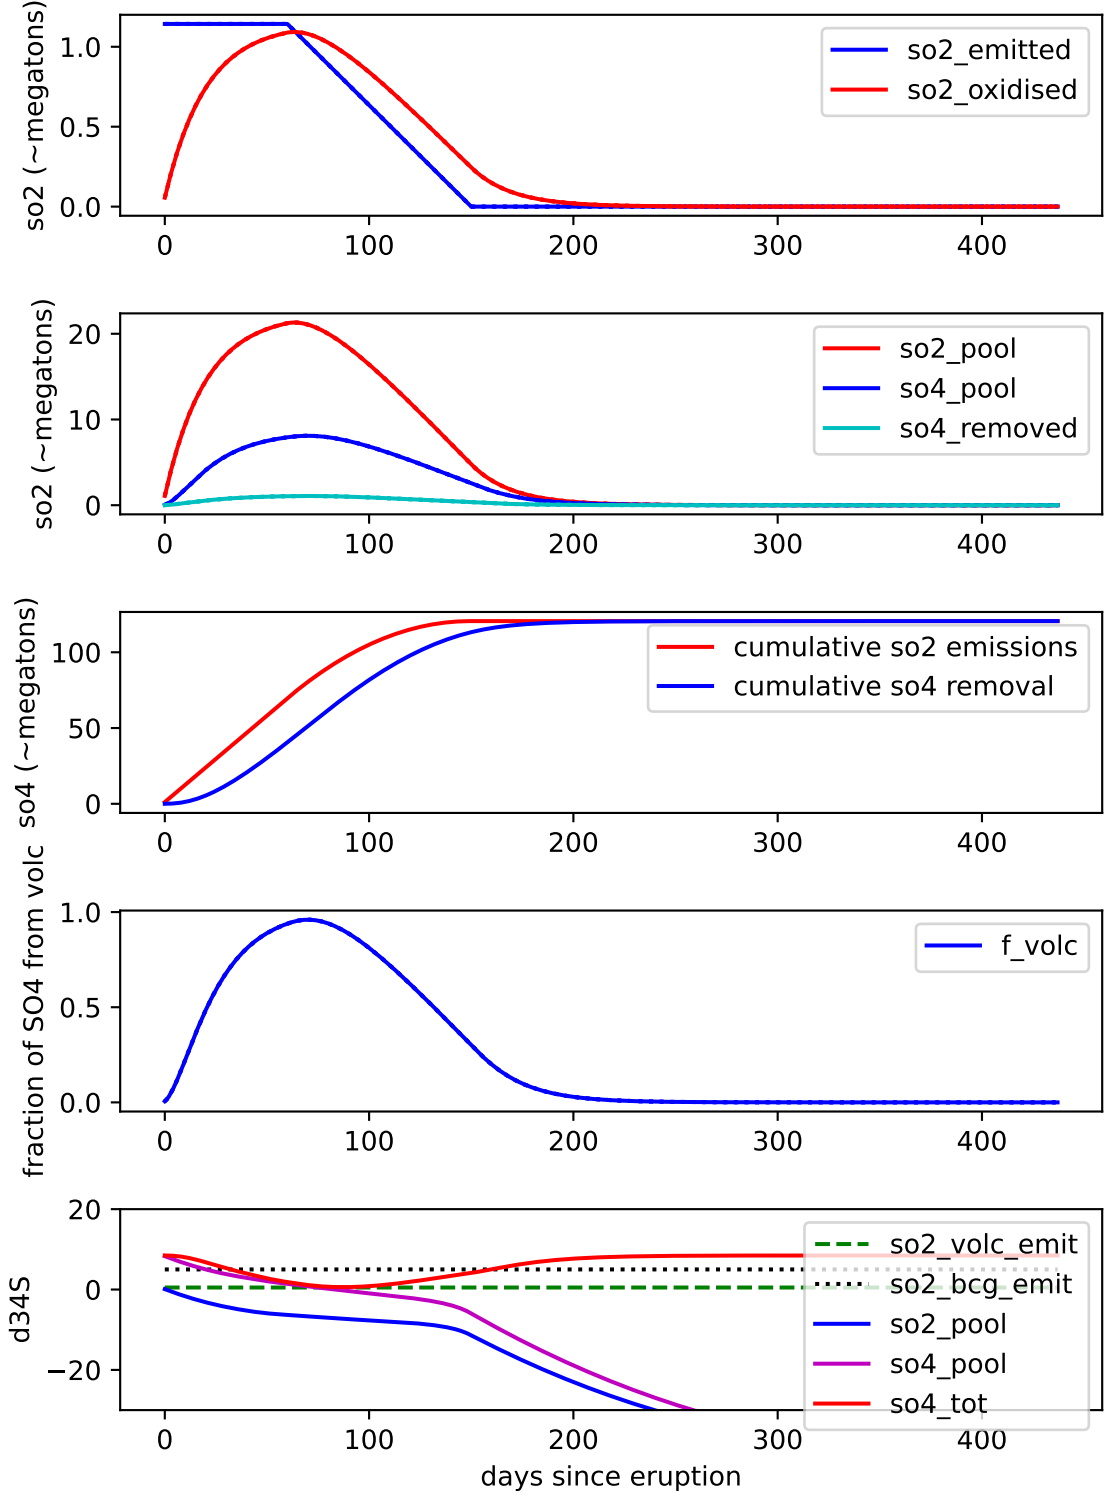 so2 (~megatons)
1.0
0.5
0.0
so2_emitted
so2_oxidised
0 100 200 300 400
so2 (~megatons)
20
10
0
so2_pool
so4_pool
so4_removed
0 100 200 300 400
so4 (~megatons)
100
50
0
cumulative so2 emissions
cumulative so4 removal
0 100 200 300 400
fraction of SO4 from volc
1.0
0.5
0.0
f_volc
0 100 200 300 400
d34S
20
0
−20
so2_volc_emit
so2_bcg_emit
so2_pool
so4_pool
so4_tot
0 100 200 300 400
days since eruption